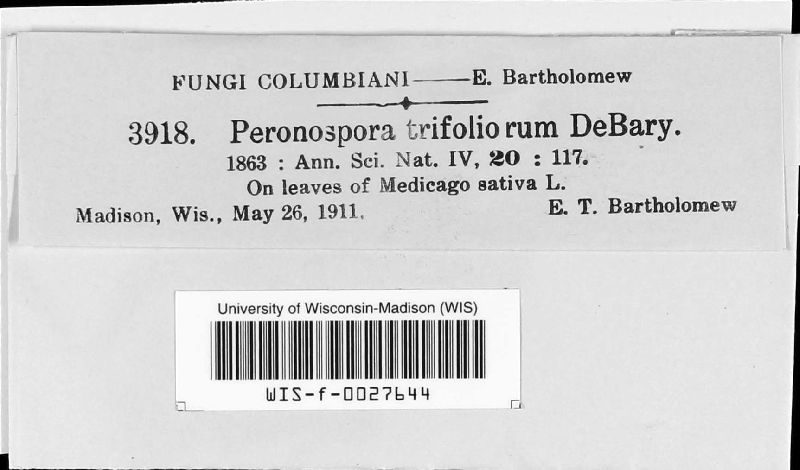 FUNGI COLUMBIANI——E. Bartholomew
3918. Peronospora trifoliorum DeBary.
1863 : Ann. Sci. Nat. IV, 20 : 117.
On leaves of Medicago sativa L.
Madison, Wis., May 26, 1911. E. T. Bartholomew
University of Wisconsin-Madison (WIS)
WIS-f-0027644